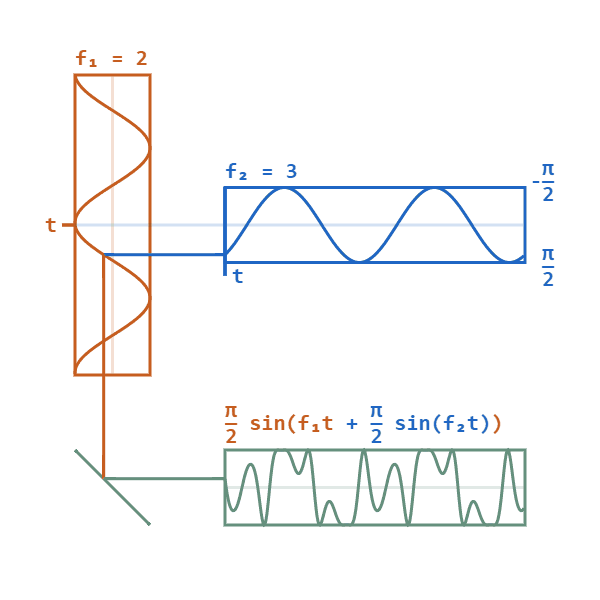 f₁ = 2
f₂ = 3
-π/2
t
π/2
t
π/2 sin(f₁t + π/2 sin(f₂t))